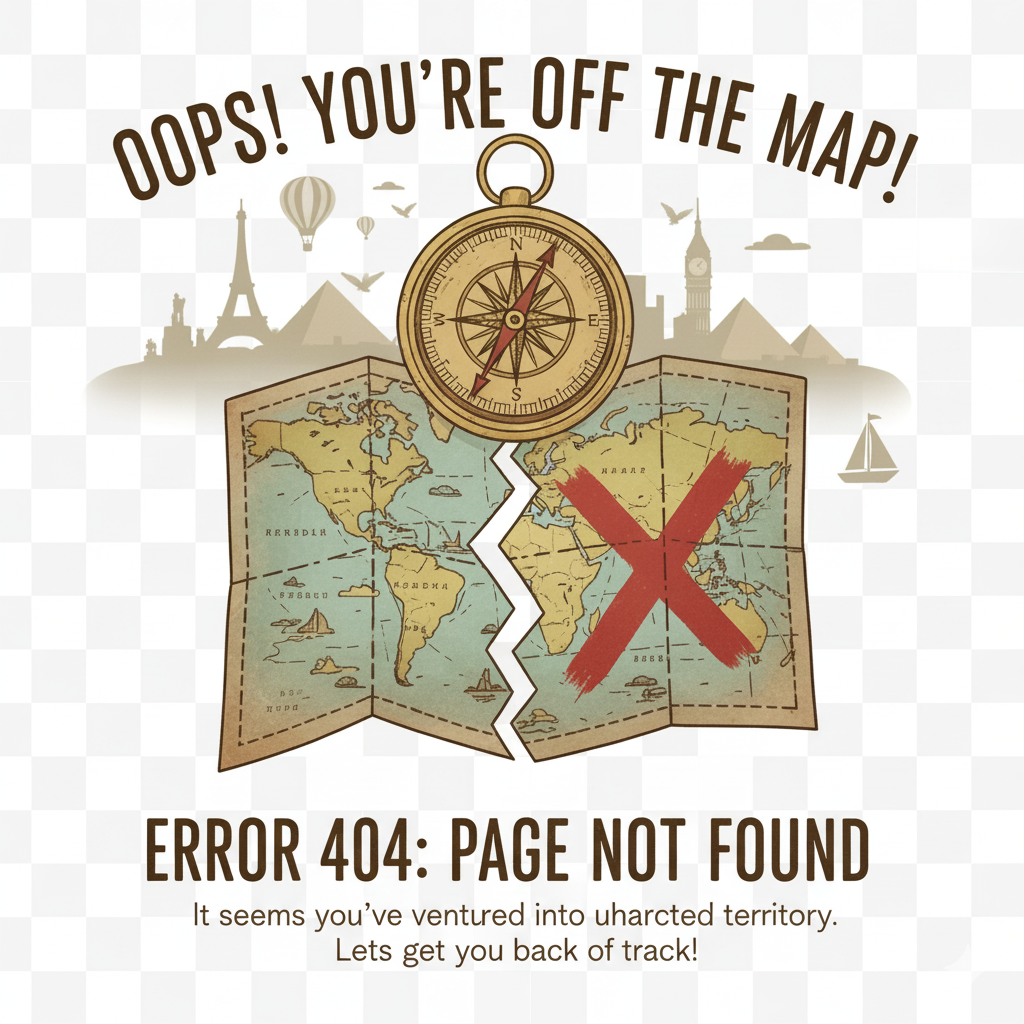 OOPS! YOU'RE OFF THE MAP!
N
E
S
ERROR 404: PAGE NOT FOUND
It seems you've ventured into uharcted territory.
Lets get you back of track!